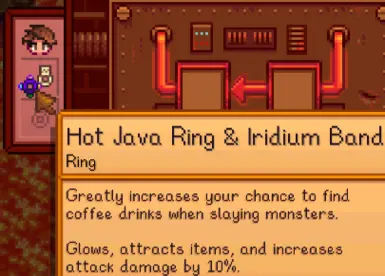 Hot Java Ring & Iridium Band
Ring
Greatly increases your chance to find
coffee drinks when slaying monsters.
Glows, attracts items, and increases
attack damage by 10%.